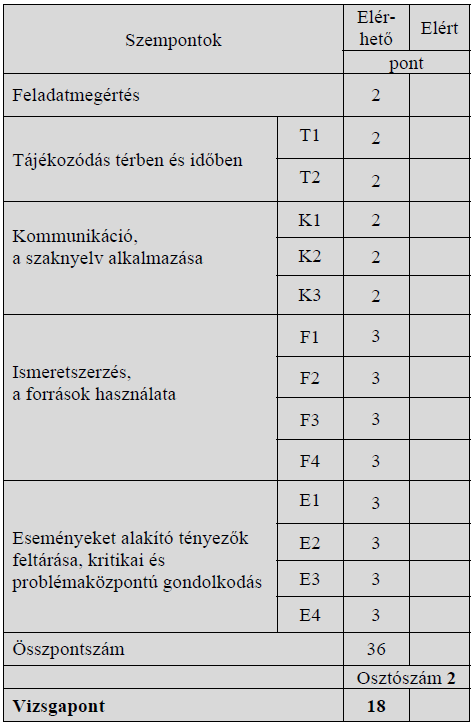 Szempontok Elér- Elért
hető
pont
Feladatmegértés 2
Tájékozódás térben és időben T1 2
T2 2
Kommunikáció, K1 2
a szaknyelv alkalmazása K2 2
K3 2
Ismeretszerzés, F1 3
a források használata F2 3
F3 3
F4 3
Eseményeket alakító tényezők E1 3
feltárása, kritikai és E2 3
problémaközpontú gondolkodás E3 3
E4 3
Összpontszám 36
Osztószám 2
Vizsgapont 18